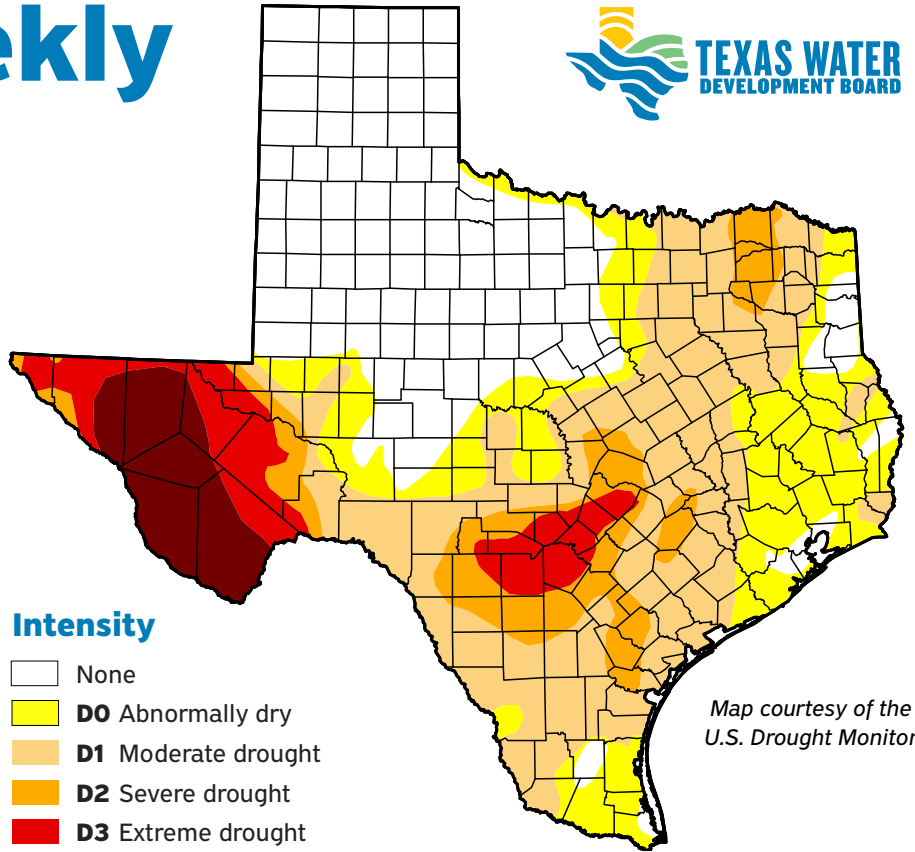 ekly
TEXAS WATER
DEVELOPMENT BOARD
Intensity
None
D0 Abnormally dry
D1 Moderate drought
D2 Severe drought
D3 Extreme drought
Map courtesy of the
U.S. Drought Monitor